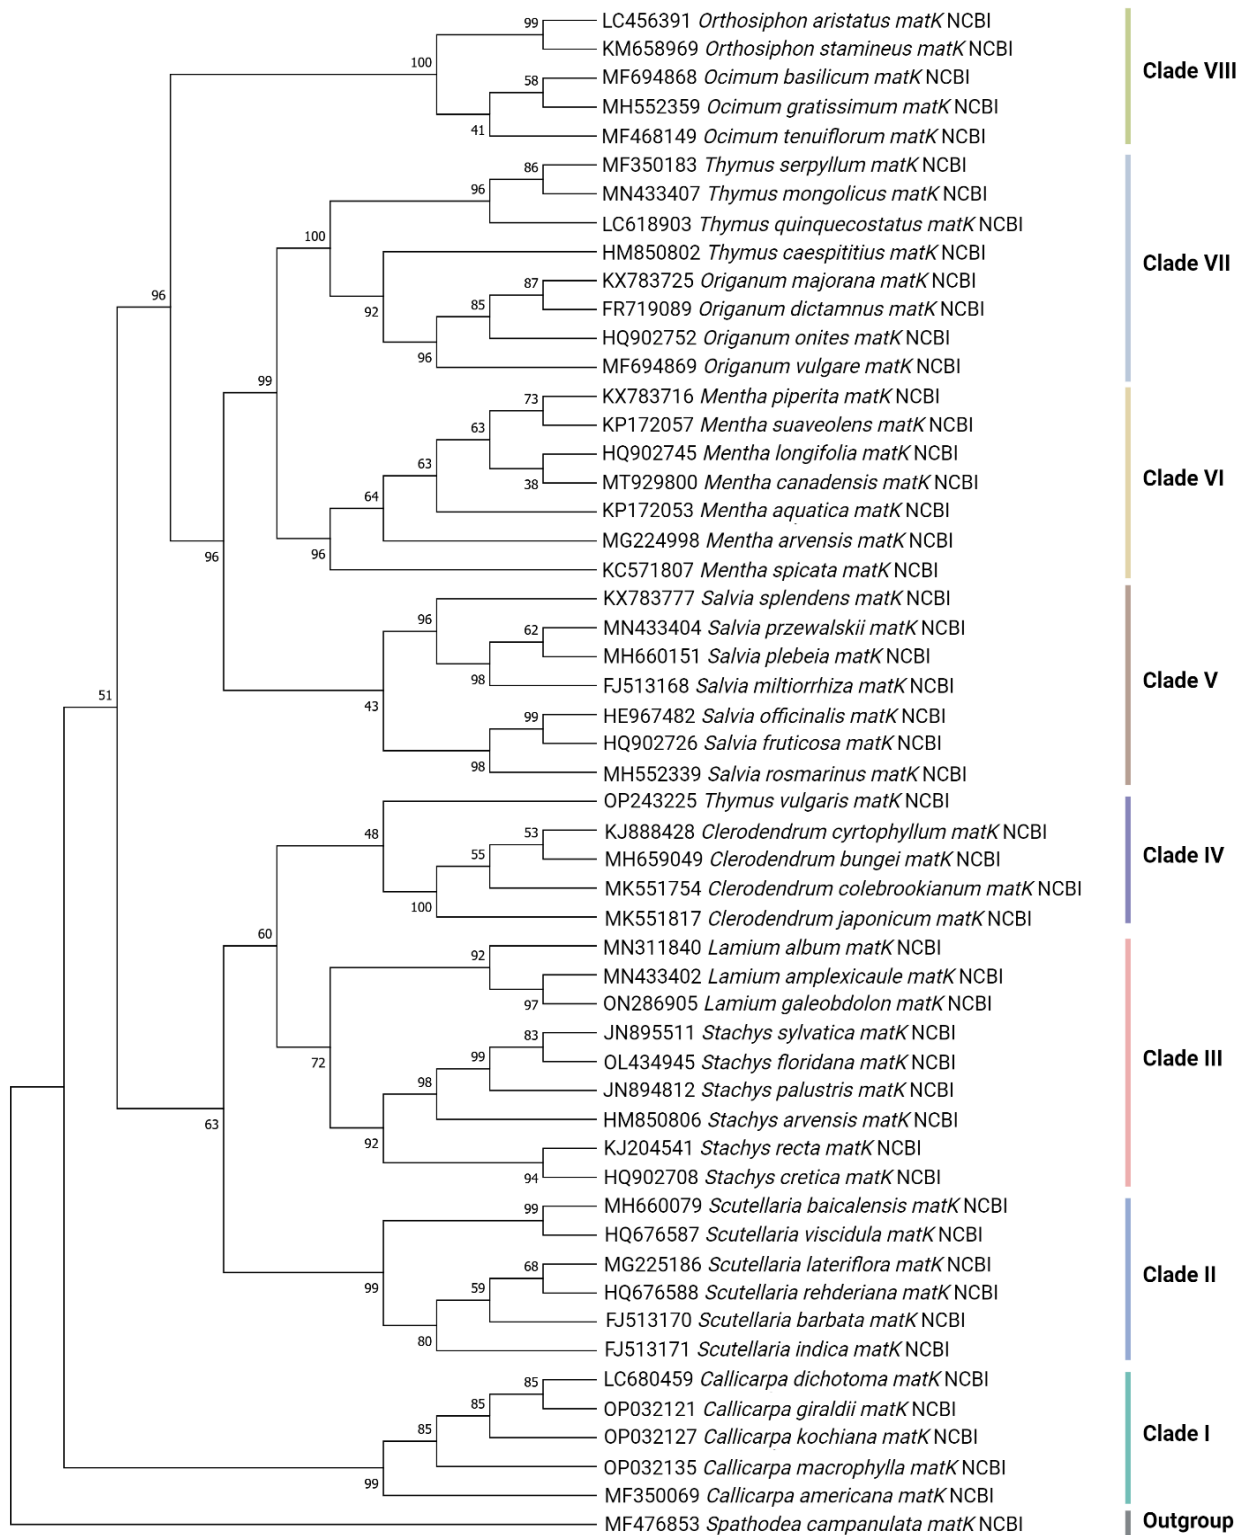 99
LC456391 Orthosiphon aristatus matK NCBI
KM658969 Orthosiphon stamineus matK NCBI
100
58
MF694868 Ocimum basilicum matK NCBI
Clade VIII
MH552359 Ocimum gratissimum matK NCBI
41
MF468149 Ocimum tenuiflorum matK NCBI
86
MF350183 Thymus serpyllum matK NCBI
96
MN433407 Thymus mongolicus matK NCBI
LC618903 Thymus quinquecostatus matK NCBI
100
HM850802 Thymus caespititius matK NCBI
Clade VII
87
KX783725 Origanum majorana matK NCBI
96
92
85
FR719089 Origanum dictamnus matK NCBI
HQ902752 Origanum onites matK NCBI
96
MF694869 Origanum vulgare matK NCBI
99
73
KX783716 Mentha piperita matK NCBI
63
KP172057 Mentha suaveolens matK NCBI
63
HQ902745 Mentha longifolia matK NCBI
38
MT929800 Mentha canadensis matK NCBI
Clade VI
64
KP172053 Mentha aquatica matK NCBI
MG224998 Mentha arvensis matK NCBI
96
96
KC571807 Mentha spicata matK NCBI
KX783777 Salvia splendens matK NCBI
96
62
MN433404 Salvia przewalskii matK NCBI
MH660151 Salvia plebeia matK NCBI
98
FJ513168 Salvia miltiorrhiza matK NCBI
Clade V
51
43
99
HE967482 Salvia officinalis matK NCBI
HQ902726 Salvia fruticosa matK NCBI
98
MH552339 Salvia rosmarinus matK NCBI
OP243225 Thymus vulgaris matK NCBI
48
53
KJ888428 Clerodendrum cyrtophyllum matK NCBI
55
MH659049 Clerodendrum bungei matK NCBI
Clade IV
MK551754 Clerodendrum colebrookianum matK NCBI
100
MK551817 Clerodendrum japonicum matK NCBI
60
92
MN311840 Lamium album matK NCBI
MN433402 Lamium amplexicaule matK NCBI
97
ON286905 Lamium galeobdolon matK NCBI
83
JN895511 Stachys sylvatica matK NCBI
72
99
OL434945 Stachys floridana matK NCBI
Clade III
98
JN894812 Stachys palustris matK NCBI
63
HM850806 Stachys arvensis matK NCBI
92
KJ204541 Stachys recta matK NCBI
94
HQ902708 Stachys cretica matK NCBI
99
MH660079 Scutellaria baicalensis matK NCBI
HQ676587 Scutellaria viscidula matK NCBI
68
MG225186 Scutellaria lateriflora matK NCBI
Clade II
99
59
HQ676588 Scutellaria rehderiana matK NCBI
FJ513170 Scutellaria barbata matK NCBI
80
FJ513171 Scutellaria indica matK NCBI
85
LC680459 Callicarpa dichotoma matK NCBI
85
OP032121 Callicarpa giraldii matK NCBI
85
OP032127 Callicarpa kochiana matK NCBI
Clade I
OP032135 Callicarpa macrophylla matK NCBI
99
MF350069 Callicarpa americana matK NCBI
MF476853 Spathodea campanulata matK NCBI
Outgroup